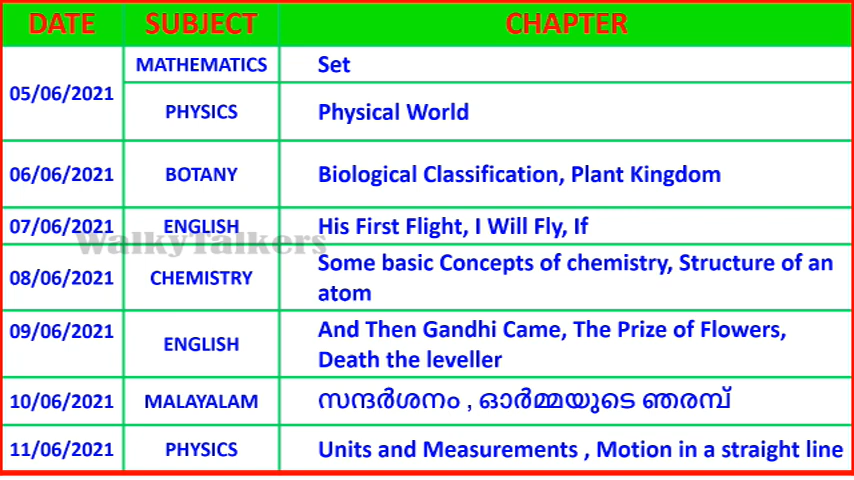 DATE SUBJECT CHAPTER
05/06/2021 MATHEMATICS Set
PHYSICS Physical World
06/06/2021 BOTANY Biological Classification, Plant Kingdom
07/06/2021 ENGLISH His First Flight, I Will Fly, If
WalkyTalkers
08/06/2021 CHEMISTRY Some basic Concepts of chemistry, Structure of an
atom
09/06/2021 ENGLISH And Then Gandhi Came, The Prize of Flowers,
Death the leveller
10/06/2021 MALAYALAM സന്ദർശനം , ഓർമ്മയുടെ ഞരമ്പ്
11/06/2021 PHYSICS Units and Measurements , Motion in a straight line